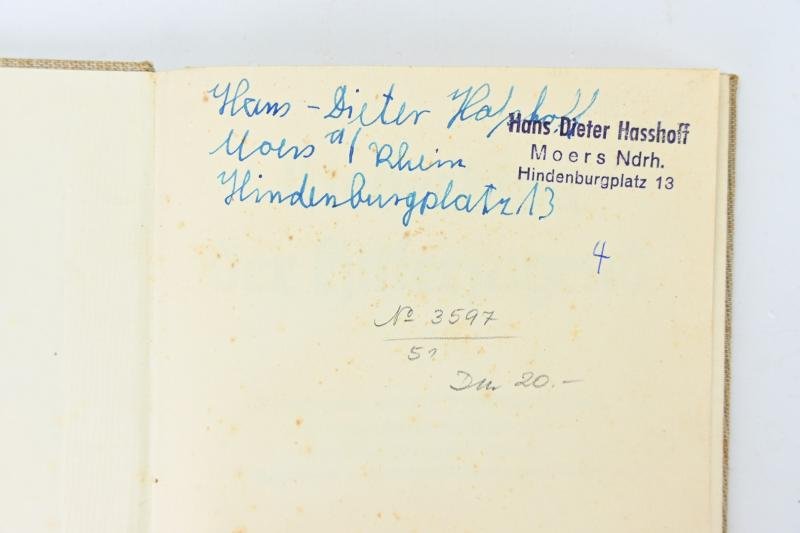 Hans-Dieter Haßhoff
Moers a/ Rhein
Hindenburgplatz 13
Hans Dieter Hasshoff
Moers Ndrh.
Hindenburgplatz 13
4
No 3597
51
Dm 20.-